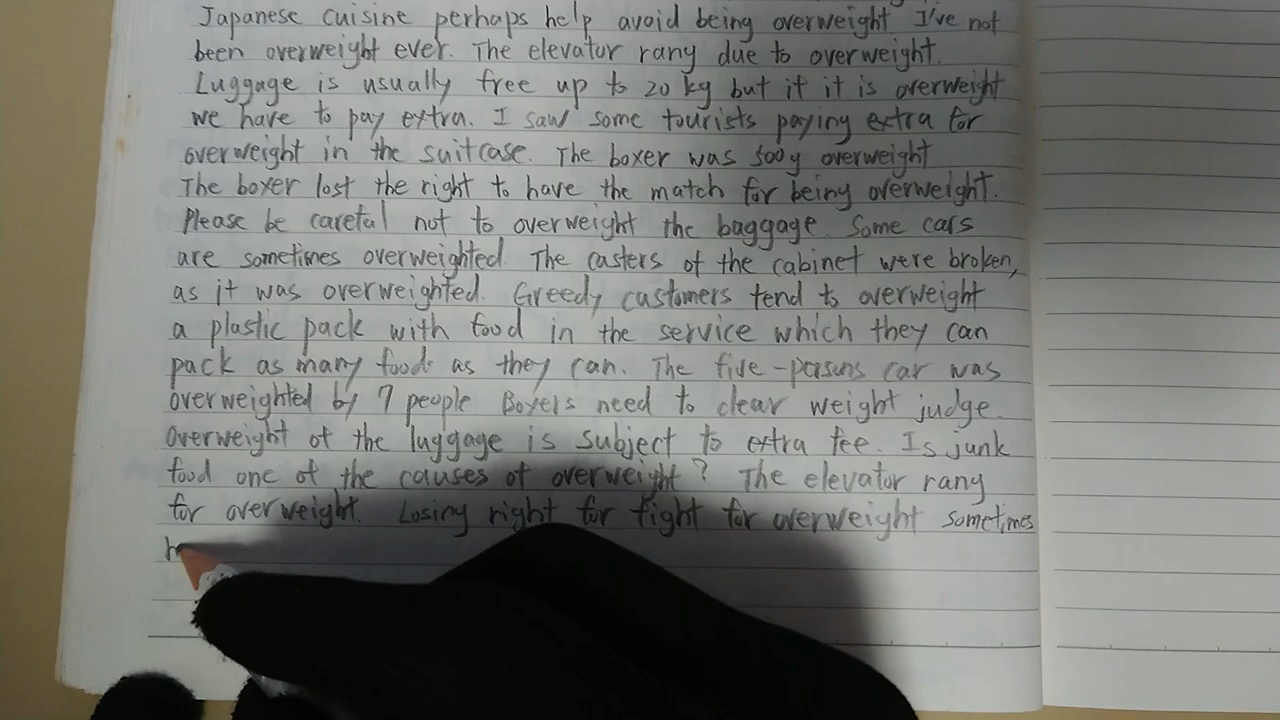 Japanese cuisine perhaps help avoid being overweight. I've not
been overweight ever. The elevator rang due to overweight.
Luggage is usually free up to 20 kg but if it is overweight
we have to pay extra. I saw some tourists paying extra for
overweight in the suitcase. The boxer was 500g overweight
The boxer lost the right to have the match for being overweight.
Please be careful not to overweight the baggage. Some cars
are sometimes overweighted. The casters of the cabinet were broken,
as it was overweighted. Greedy customers tend to overweight
a plastic pack with food in the service which they can
pack as many foods as they can. The five-persons car was
overweighted by 7 people Boxers need to clear weight judge.
Overweight of the luggage is subject to extra fee. Is junk
food one of the causes of overweight? The elevator rang
for overweight. Losing right for fight for overweight sometimes